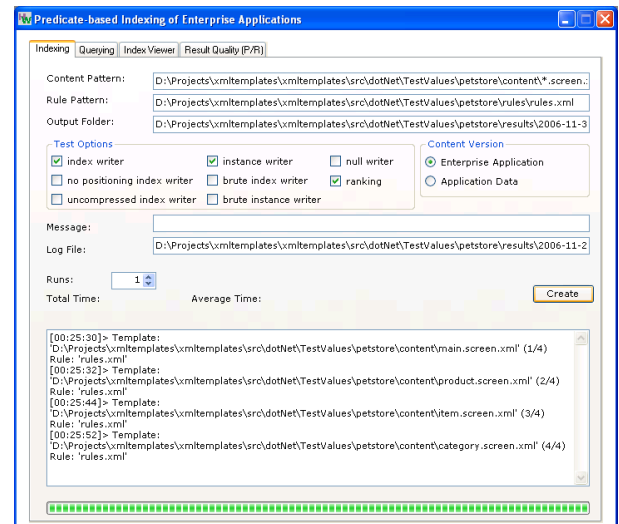 Predicate-based Indexing of Enterprise Applications
Indexing Querying Index Viewer Result Quality (P/R)
Content Pattern: D:\Projects\xmltemplates\xmltemplates\src\dotNet\TestValues\petstore\content\*.screen.:
Rule Pattern: D:\Projects\xmltemplates\xmltemplates\src\dotNet\TestValues\petstore\rules\rules.xml
Output Folder: D:\Projects\xmltemplates\xmltemplates\src\dotNet\TestValues\petstore\results\2006-11-3
Test Options Content Version
index writer instance writer null writer Enterprise Application
no positioning index writer brute index writer ranking Application Data
uncompressed index writer brute instance writer
Message:
Log File: D:\Projects\xmltemplates\xmltemplates\src\dotNet\TestValues\petstore\results\2006-11-2
Runs: 1
Total Time: Average Time: Create
[00:25:30]> Template:
'D:\Projects\xmltemplates\xmltemplates\src\dotNet\TestValues\petstore\content\main.screen.xml' (1/4)
Rule: 'rules.xml'
[00:25:32]> Template:
'D:\Projects\xmltemplates\xmltemplates\src\dotNet\TestValues\petstore\content\product.screen.xml' (2/4)
Rule: 'rules.xml'
[00:25:44]> Template:
'D:\Projects\xmltemplates\xmltemplates\src\dotNet\TestValues\petstore\content\item.screen.xml' (3/4)
Rule: 'rules.xml'
[00:25:52]> Template:
'D:\Projects\xmltemplates\xmltemplates\src\dotNet\TestValues\petstore\content\category.screen.xml' (4/4)
Rule: 'rules.xml'